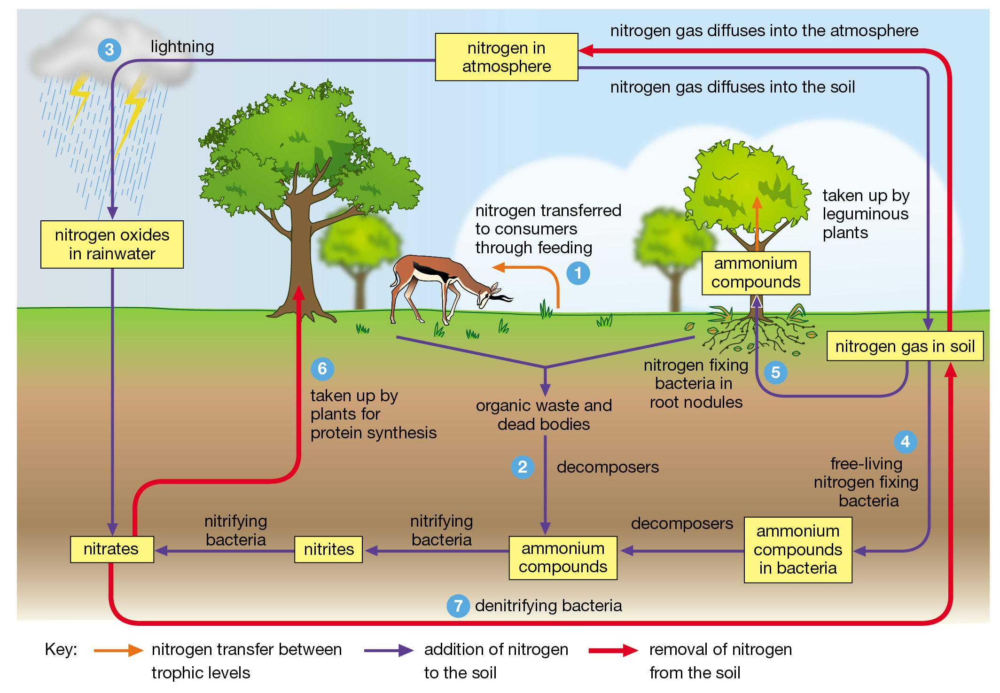 nitrogen gas diffuses into the atmosphere
3
lightning
nitrogen in
atmosphere
nitrogen gas diffuses into the soil
nitrogen oxides
in rainwater
nitrogen transferred
to consumers
through feeding
1
taken up by
leguminous
plants
ammonium
compounds
nitrogen gas in soil
6
taken up by
plants for
protein synthesis
organic waste and
dead bodies
nitrogen fixing
bacteria in
root nodules
5
2
decomposers
4
free-living
nitrogen fixing
bacteria
nitrates
nitrifying
bacteria
nitrites
nitrifying
bacteria
ammonium
compounds
decomposers
ammonium
compounds
in bacteria
7
denitrifying bacteria
Key:
nitrogen transfer between
trophic levels
addition of nitrogen
to the soil
removal of nitrogen
from the soil